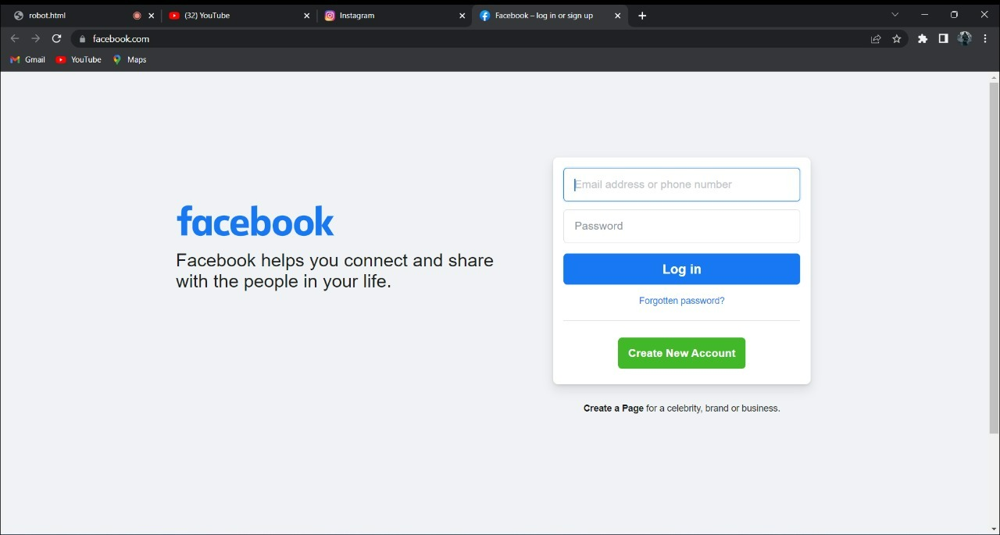 robot.html
(32) YouTube
Instagram
Facebook – log in or sign up
facebook.com
Gmail
YouTube
Maps
facebook
Facebook helps you connect and share
with the people in your life.
Email address or phone number
Password
Log in
Forgotten password?
Create New Account
Create a Page for a celebrity, brand or business.